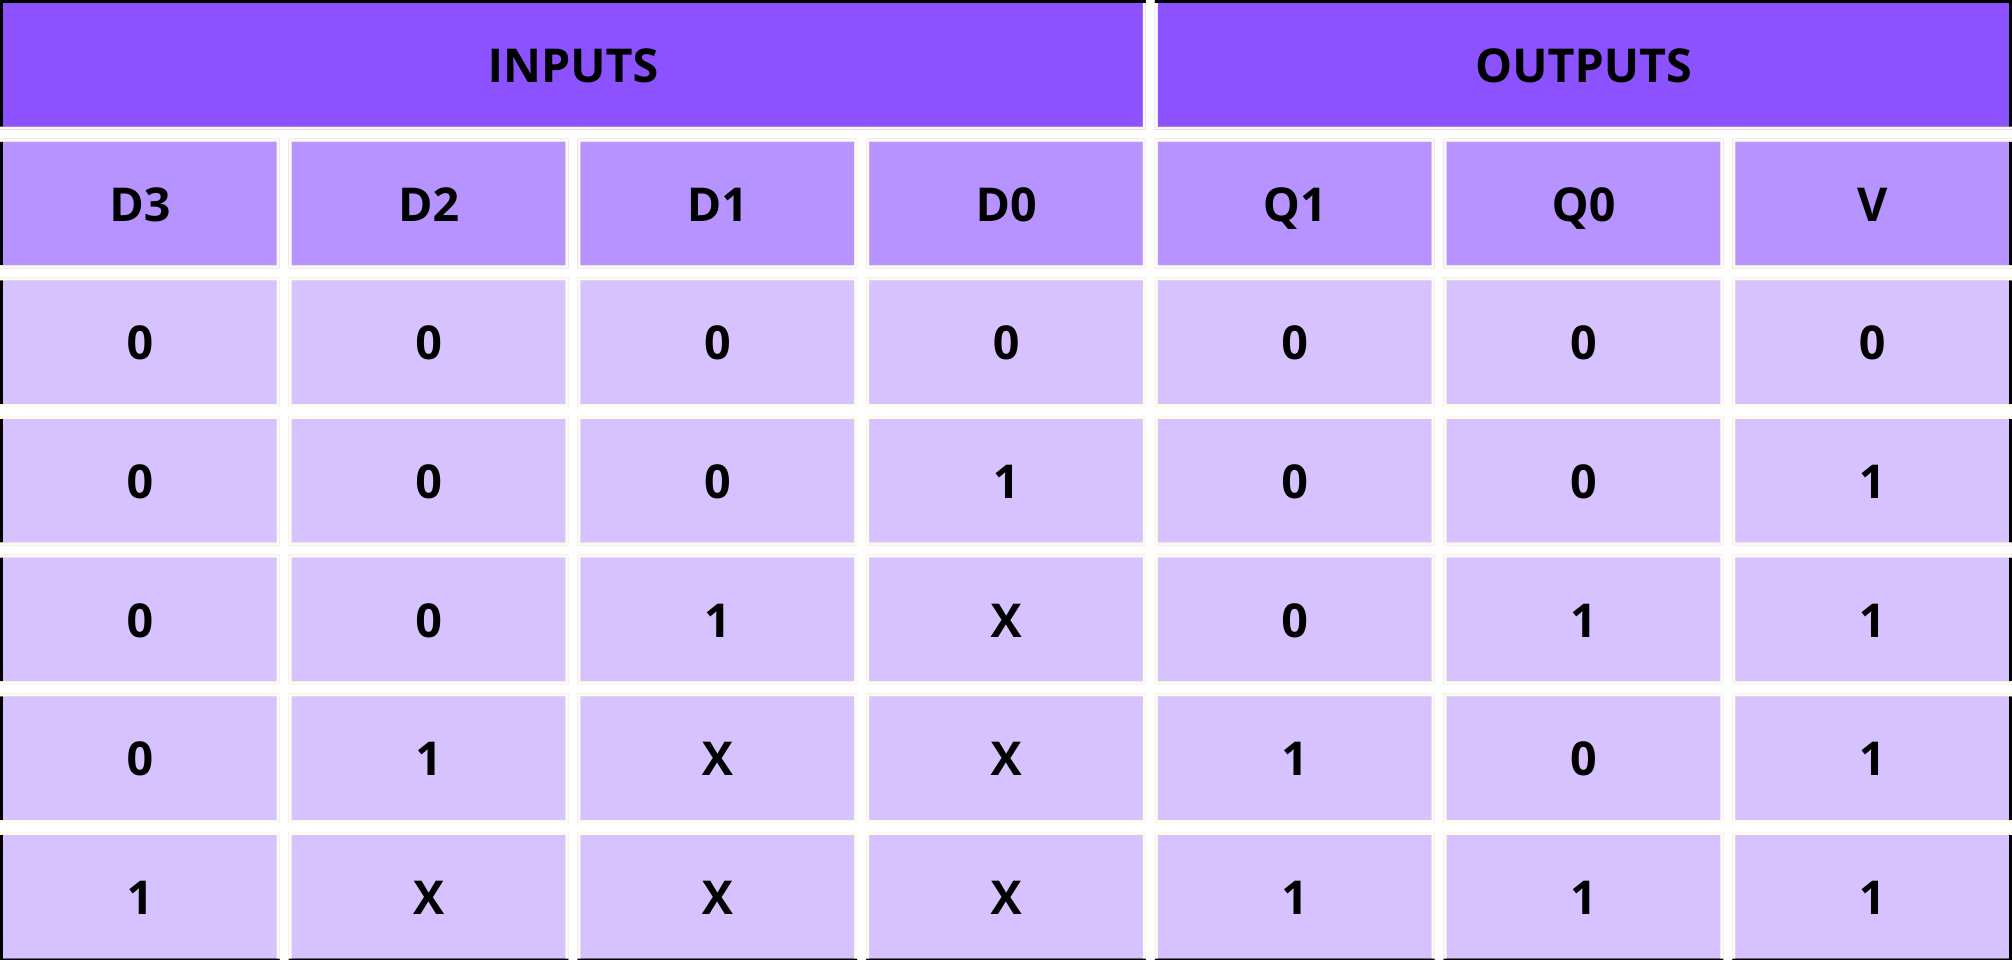 INPUTS OUTPUTS
D3 D2 D1 D0 Q1 Q0 V
0 0 0 0 0 0 0
0 0 0 1 0 0 1
0 0 1 X 0 1 1
0 1 X X 1 0 1
1 X X X 1 1 1